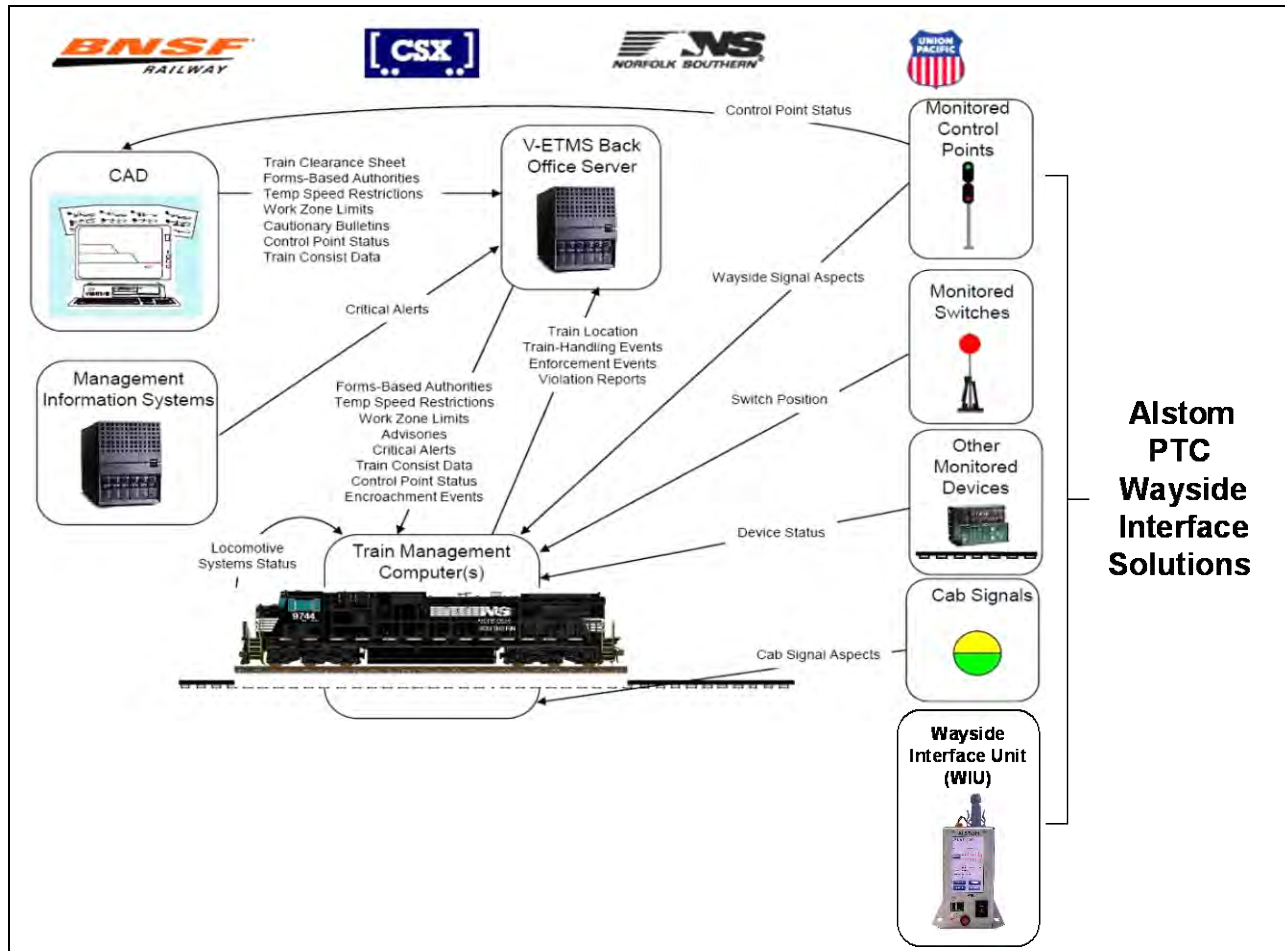 BNSF
RAILWAY
CSX
NS
NORFOLK SOUTHERN®
UNION
PACIFIC
Control Point Status
CAD
Train Clearance Sheet
Forms-Based Authorities
Temp Speed Restrictions
Work Zone Limits
Cautionary Bulletins
Control Point Status
Train Consist Data
V-ETMS Back
Office Server
Monitored
Control
Points
Wayside Signal Aspects
Critical Alerts
Monitored
Switches
Train Location
Train-Handling Events
Enforcement Events
Violation Reports
Management
Information Systems
Forms-Based Authorities
Temp Speed Restrictions
Work Zone Limits
Advisories
Critical Alerts
Train Consist Data
Control Point Status
Encroachment Events
Switch Position
Other
Monitored
Devices
Alstom
PTC
Wayside
Interface
Solutions
Locomotive
Systems Status
Train Management
Computer(s)
Device Status
9744
NS
NORFOLK
SOUTHERN
Cab Signals
Cab Signal Aspects
Wayside
Interface Unit
(WIU)
ALSTOM